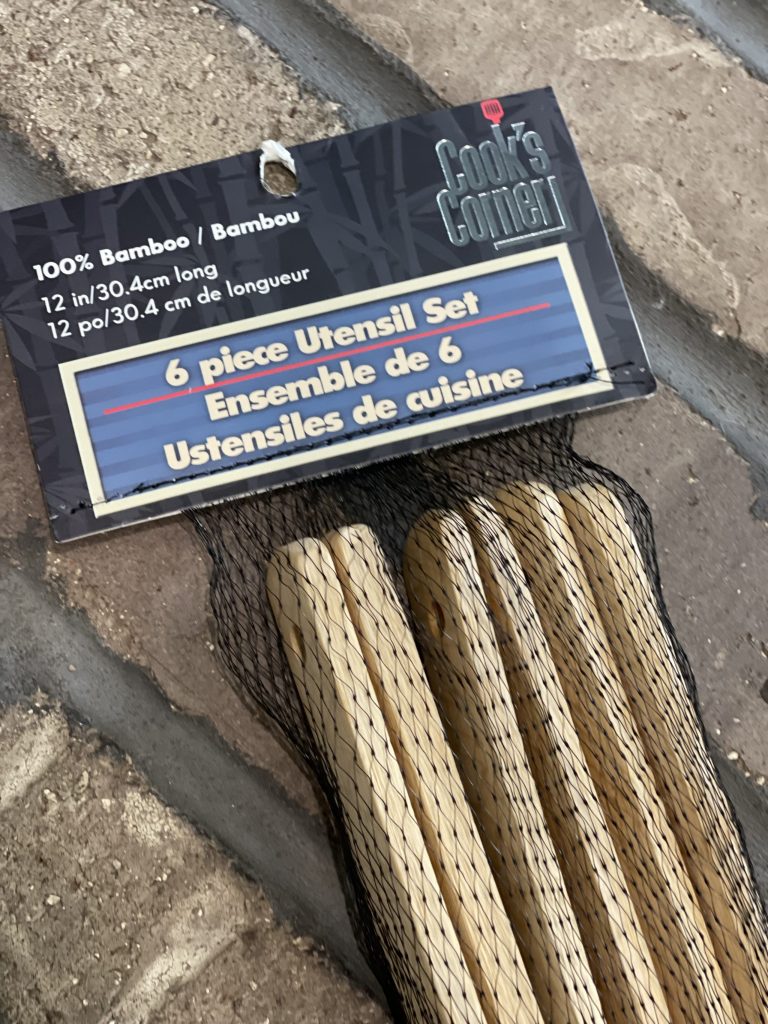 Cook's
Corner
100% Bamboo / Bambou
12 in/30.4cm long
12 po/30.4 cm de longueur
6 piece Utensil Set
Ensemble de 6
Ustensiles de cuisine